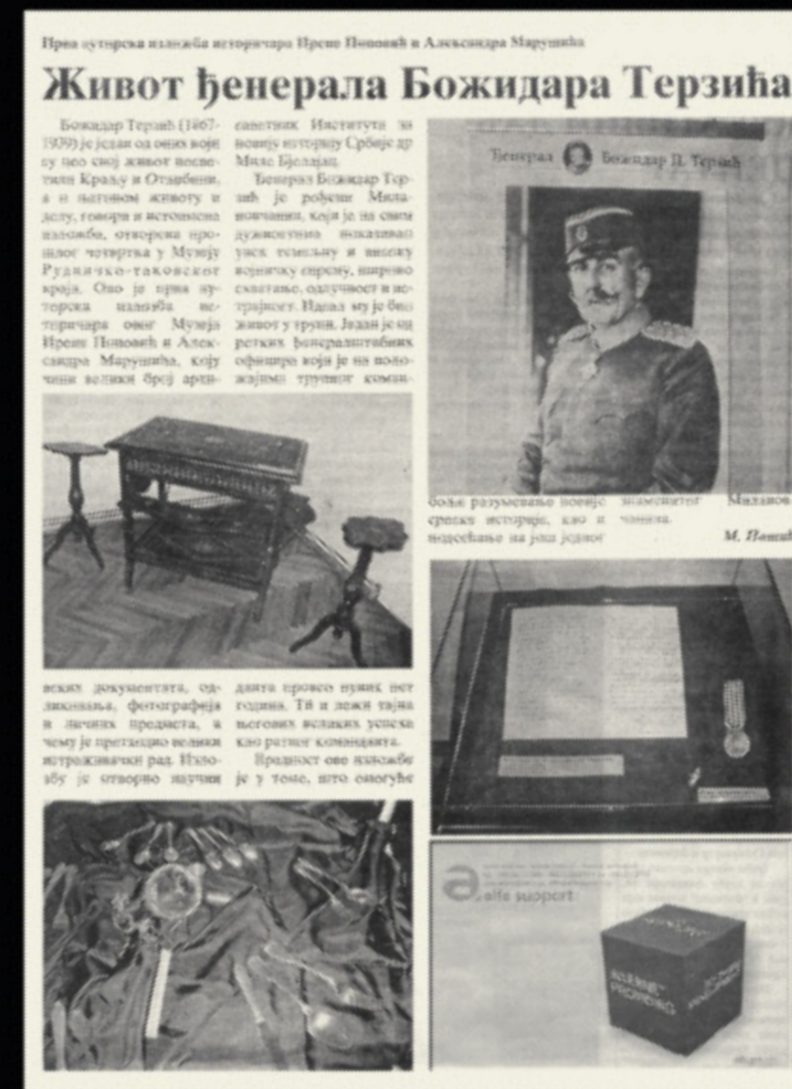 Прва ауторска изложба историчара Ирене Поповић и Александра Марушића
Живот ђенерала Божидара Терзића
Божидар Терзић (1867-
1939) је један од оних који
су цео свој живот посве-
тили Краљу и Отаџбини,
а о његовом животу и
делу, говори и истоимена
изложба, отворена про-
шлог четвртка у Музеју
Рудничко-таковског
краја. Ово је прва ау-
торска изложба ис-
торичара овог Музеја
Ирене Поповић и Алек-
сандра Марушића, коју
чини велики број архи-
вских докумената, од-
ликовања, фотографија
и личних предмета, а
чему је претходио велики
истраживачки рад. Изло-
жбу је отворио научни
саветник Института за
новију историју Србије др
Миле Бјелајац.
Ђенерал Божидар Тер-
зић је рођени Мила-
новчанин, који је на свим
дужностима показивао
увек темељну и високу
војничку спрему, широко
схватање, одлучност и ис-
трајност. Идеал му је био
живот у трупи. Један је од
ретких ђенералштабних
официра који је на поло-
жајима трупног коман-
данта провео пуних пет
година. Ту и лежи тајна
његових великих успеха
као ратног команданта.
Вредност ове изложбе
је у томе, што омогуће
боље разумевање новије
српске историје, као и
подсећање на још једног
знаменитог Миланов-
чанина.
М. Пошић
Ђенерал Божидар П. Терзић
alfa support